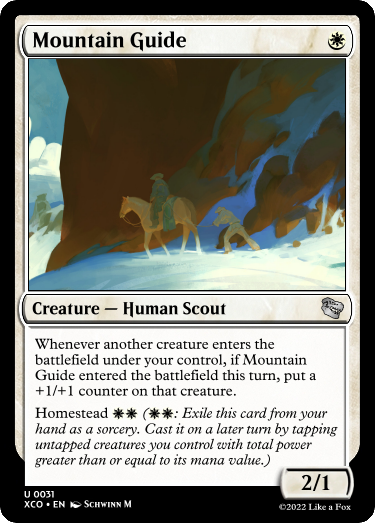 Mountain Guide
Creature — Human Scout
Whenever another creature enters the
battlefield under your control, if Mountain
Guide entered the battlefield this turn, put a
+1/+1 counter on that creature.
Homestead (: Exile this card from your
hand as a sorcery. Cast it on a later turn by tapping
untapped creatures you control with total power
greater than or equal to its mana value.)
2/1
U 0031
XCO • EN Schwinn M
©2022 Like a Fox